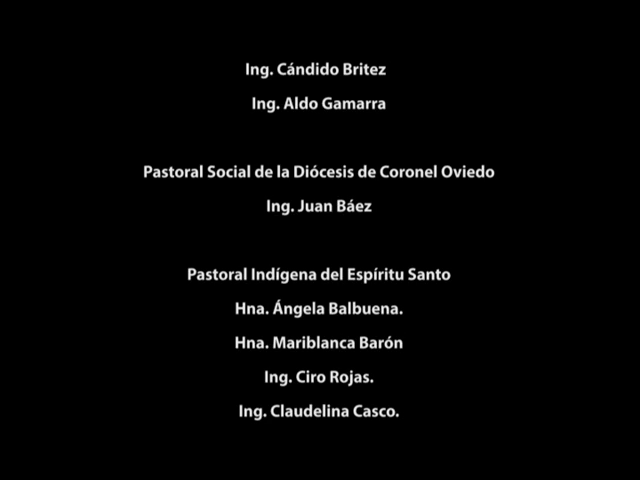 Ing. Cándido Britez
Ing. Aldo Gamarra
Pastoral Social de la Diócesis de Coronel Oviedo
Ing. Juan Báez
Pastoral Indígena del Espíritu Santo
Hna. Ángela Balbuena.
Hna. Mariblanca Barón
Ing. Ciro Rojas.
Ing. Claudelina Casco.